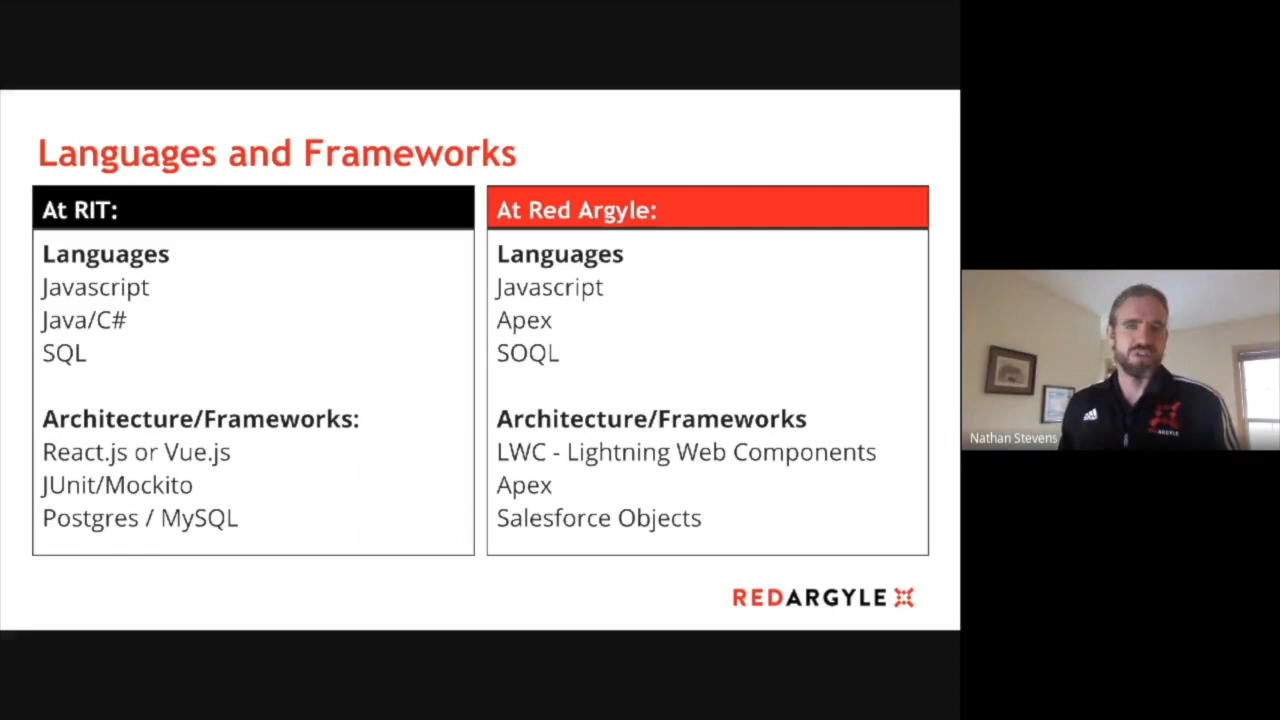 Languages and Frameworks
At RIT:
Languages
Javascript
Java/C#
SQL
Architecture/Frameworks:
React.js or Vue.js
JUnit/Mockito
Postgres / MySQL
At Red Argyle:
Languages
Javascript
Apex
SOQL
Architecture/Frameworks
LWC - Lightning Web Components
Apex
Salesforce Objects
REDARGYLE
Nathan Stevens
adidas
REDARGYLE